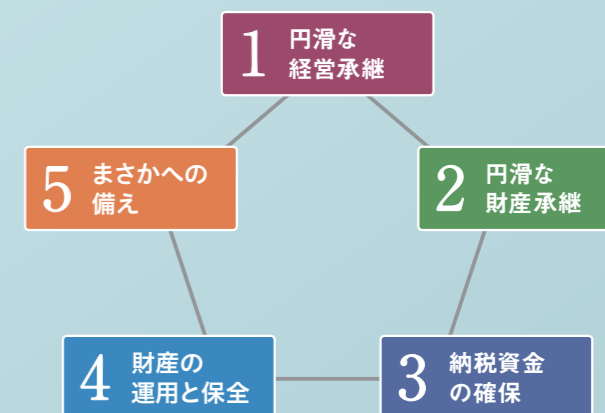 1 円滑な
経営承継
2 円滑な
財産承継
3 納税資金
の確保
4 財産の
運用と保全
5 まさかへの
備え